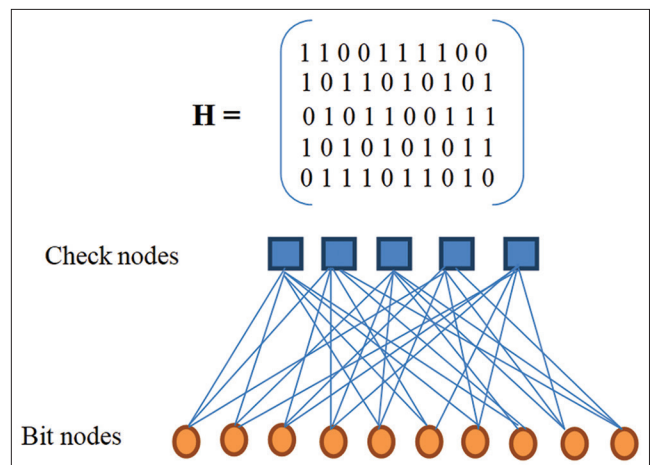 1 1 0 0 1 1 1 1 0 0
1 0 1 1 0 1 0 1 0 1
H = 0 1 0 1 1 0 0 1 1 1
1 0 1 0 1 0 1 0 1 1
0 1 1 1 0 1 1 0 1 0
Check nodes
Bit nodes